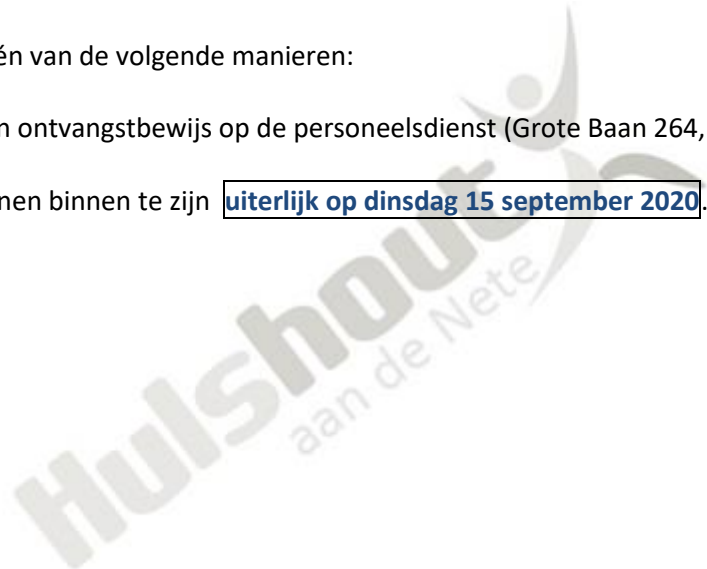 én van de volgende manieren:
n ontvangstbewijs op de personeelsdienst (Grote Baan 264,
nen binnen te zijn uiterlijk op dinsdag 15 september 2020.
Hulshout
aan de Nete